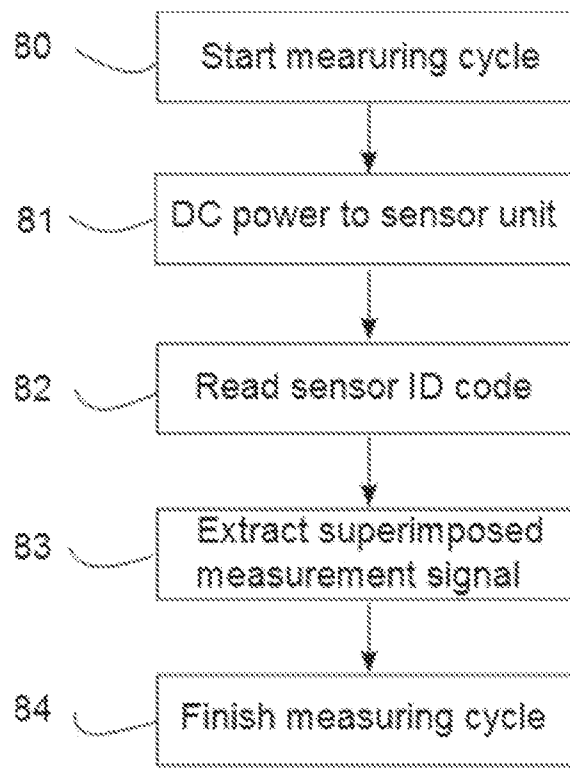 80 Start mearuring cycle
81 DC power to sensor unit
82 Read sensor ID code
83 Extract superimposed
measurement signal
84 Finish measuring cycle